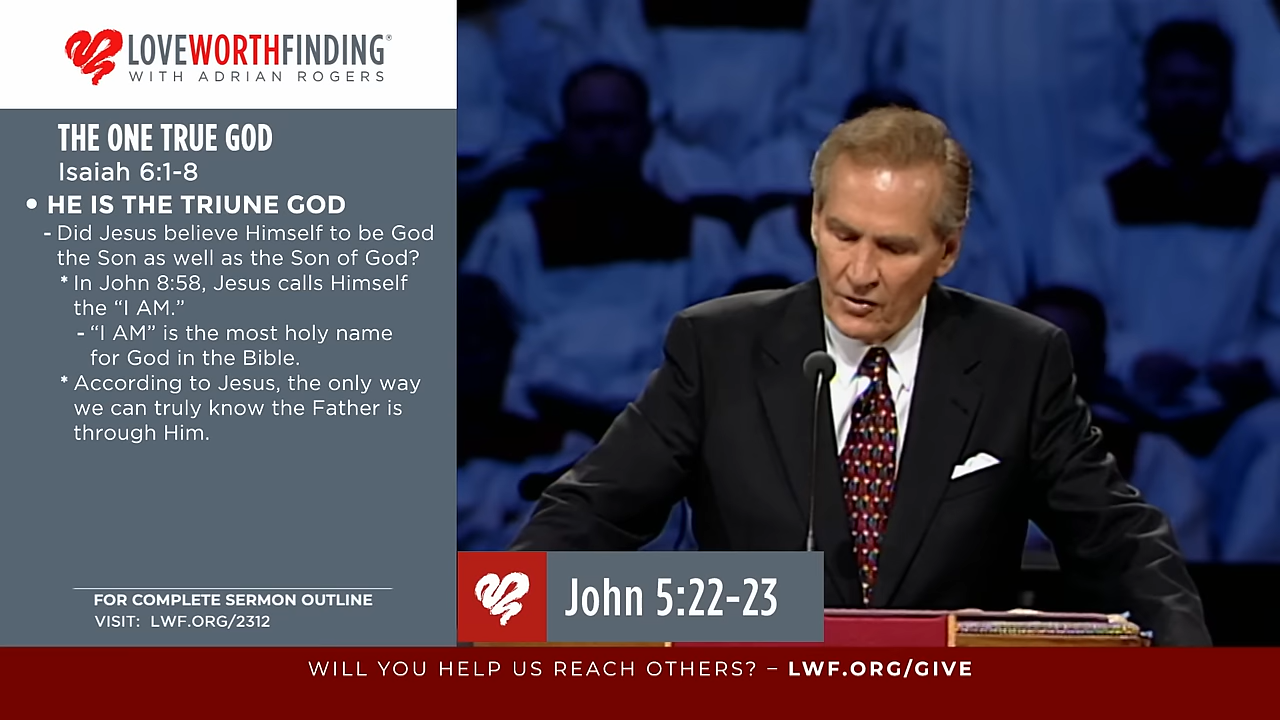 LOVEWORTHFINDING®
WITH ADRIAN ROGERS
THE ONE TRUE GOD
Isaiah 6:1-8
• HE IS THE TRIUNE GOD
- Did Jesus believe Himself to be God
the Son as well as the Son of God?
* In John 8:58, Jesus calls Himself
the “I AM.”
- “I AM” is the most holy name
for God in the Bible.
* According to Jesus, the only way
we can truly know the Father is
through Him.
FOR COMPLETE SERMON OUTLINE
VISIT: LWF.ORG/2312
John 5:22-23
WILL YOU HELP US REACH OTHERS? – LWF.ORG/GIVE